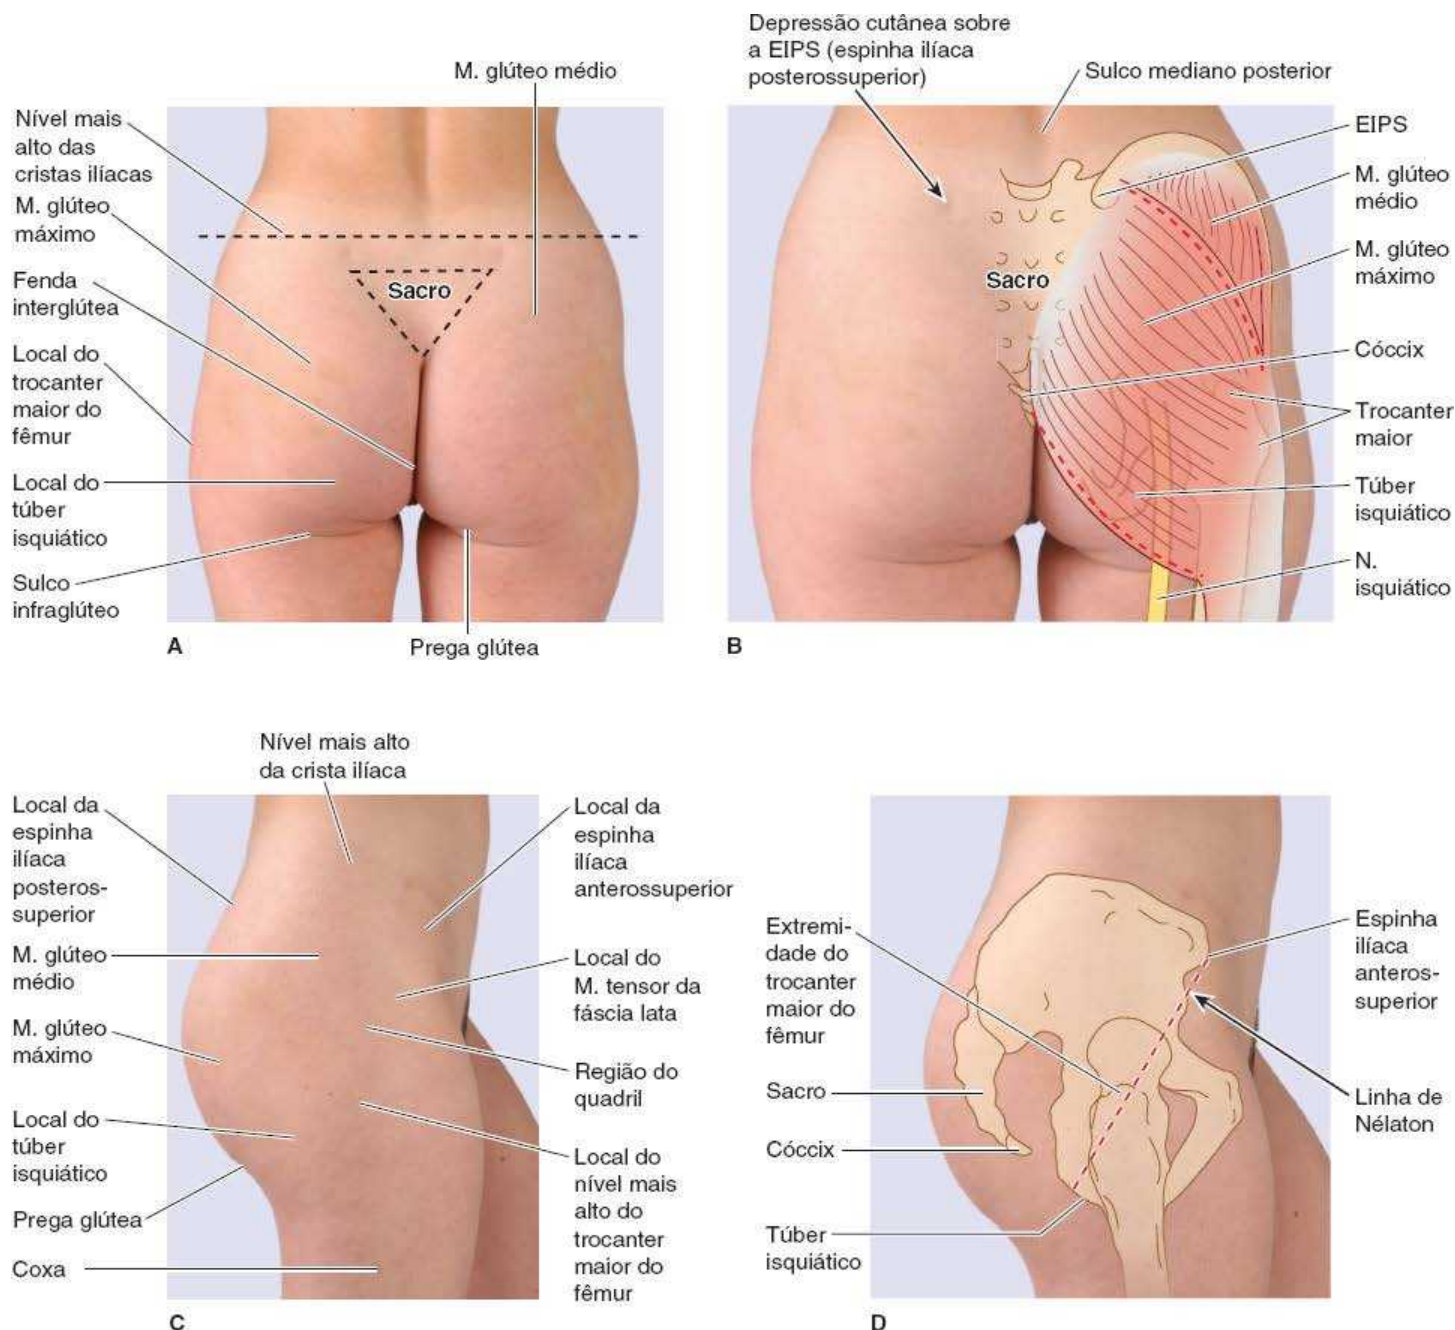 M. glúteo médio
Nível mais
alto das
cristas ilíacas
M. glúteo
máximo
Fenda
interglútea
Local do
trocanter
maior do
fêmur
Local do
túber
isquiático
Sulco
infraglúteo
Sacro
Prega glútea
A
Depressão cutânea sobre
a EIPS (espinha ilíaca
posterossuperior)
Sulco mediano posterior
EIPS
M. glúteo
médio
M. glúteo
máximo
Sacro
Cóccix
Trocanter
maior
Túber
isquiático
N.
isquiático
B
Nível mais alto
da crista ilíaca
Local da
espinha
ilíaca
posteros-
superior
M. glúteo
médio
M. glúteo
máximo
Local do
túber
isquiático
Prega glútea
Coxa
Local da
espinha
ilíaca
anterossuperior
Local do
M. tensor da
fáscia lata
Região do
quadril
Local do
nível mais
alto do
trocanter
maior do
fêmur
C
Extremi-
dade do
trocanter
maior do
fêmur
Sacro
Cóccix
Túber
isquiático
Espinha
ilíaca
anteros-
superior
Linha de
Nélaton
D